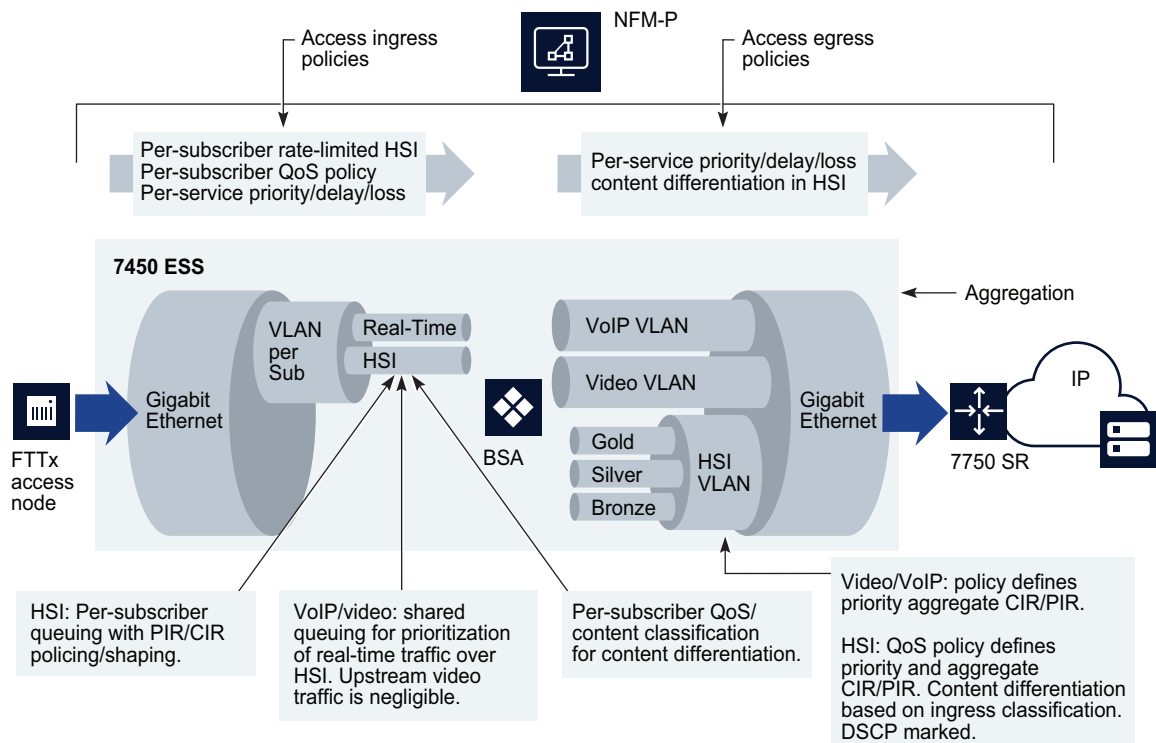 NFM-P
Access ingress
policies
Access egress
policies
Per-subscriber rate-limited HSI
Per-subscriber QoS policy
Per-service priority/delay/loss
Per-service priority/delay/loss
content differentiation in HSI
7450 ESS
Aggregation
VLAN
per
Sub
Real-Time
HSI
VoIP VLAN
Video VLAN
Gigabit
Ethernet
Gigabit
Ethernet
IP
FTTx
access
node
BSA
Gold
Silver
Bronze
HSI
VLAN
7750 SR
HSI: Per-subscriber
queuing with PIR/CIR
policing/shaping.
VoIP/video: shared
queuing for prioritization
of real-time traffic over
HSI. Upstream video
traffic is negligible.
Per-subscriber QoS/
content classification
for content differentiation.
Video/VoIP: policy defines
priority aggregate CIR/PIR.
HSI: QoS policy defines
priority and aggregate
CIR/PIR. Content differentiation
based on ingress classification.
DSCP marked.